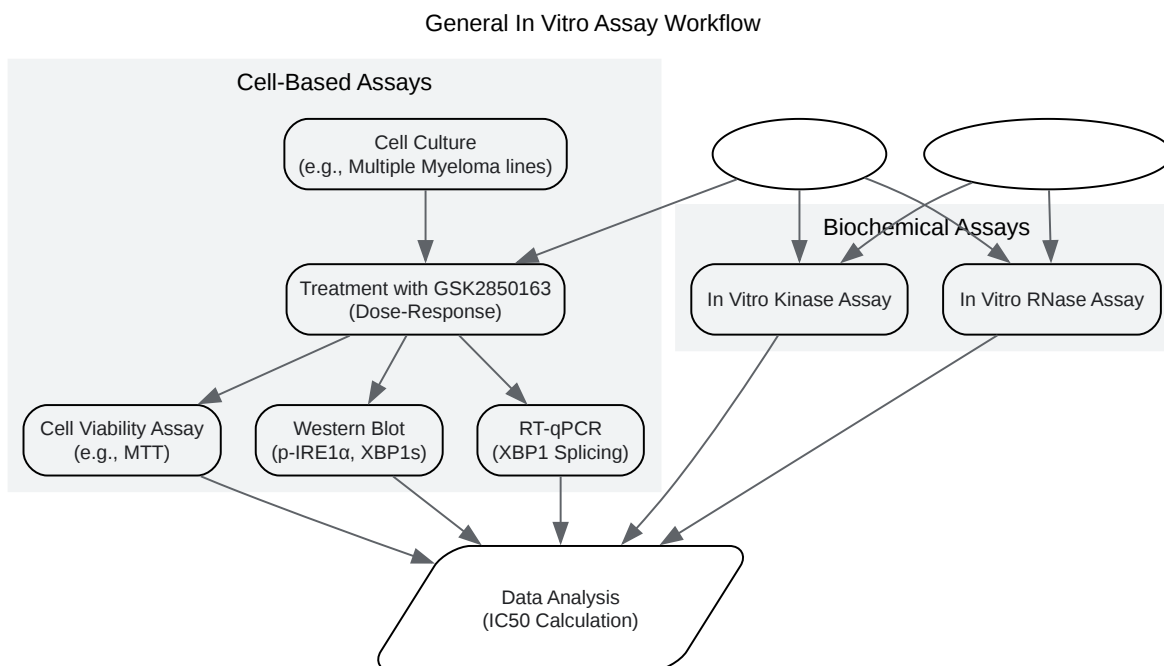 General In Vitro Assay Workflow
Cell-Based Assays
Cell Culture
(e.g., Multiple Myeloma lines)
Biochemical Assays
Treatment with GSK2850163
(Dose-Response)
In Vitro Kinase Assay
In Vitro RNase Assay
Cell Viability Assay
(e.g., MTT)
Western Blot
(p-IRE1α, XBP1s)
RT-qPCR
(XBP1 Splicing)
Data Analysis
(IC50 Calculation)